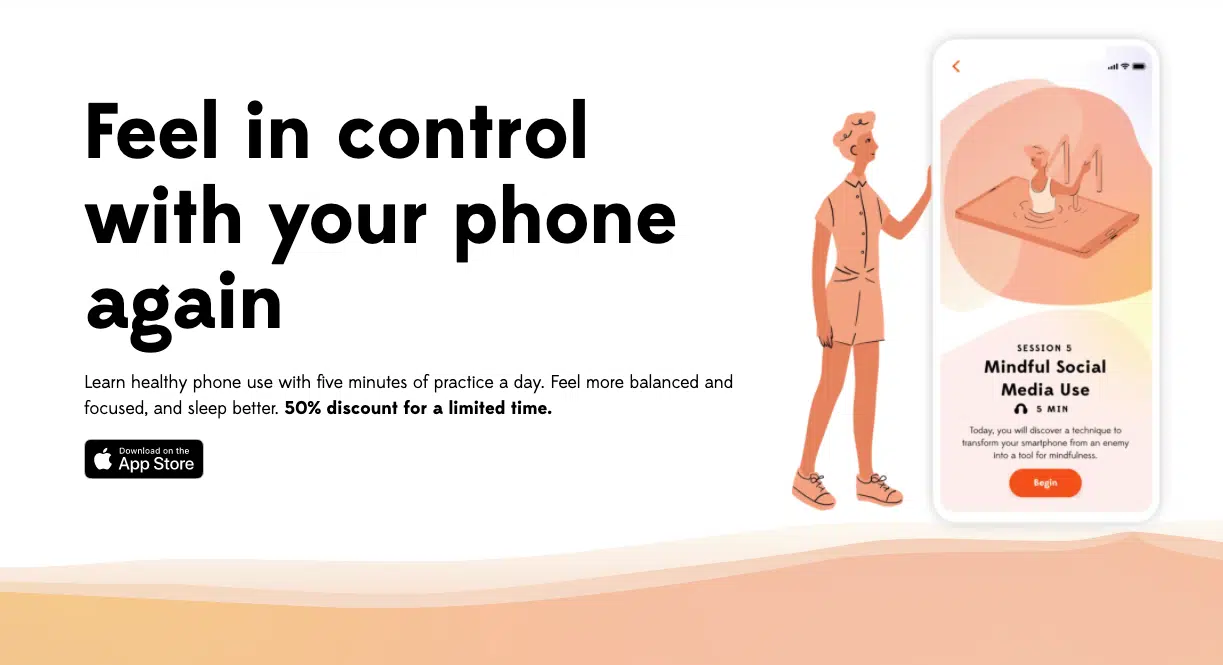 Feel in control
with your phone
again
Learn healthy phone use with five minutes of practice a day. Feel more balanced and
focused, and sleep better. 50% discount for a limited time.
Download on the
App Store
SESSION 5
Mindful Social
Media Use
5 MIN
Today, you will discover a technique to
transform your smartphone from an enemy
into a tool for mindfulness.
Begin